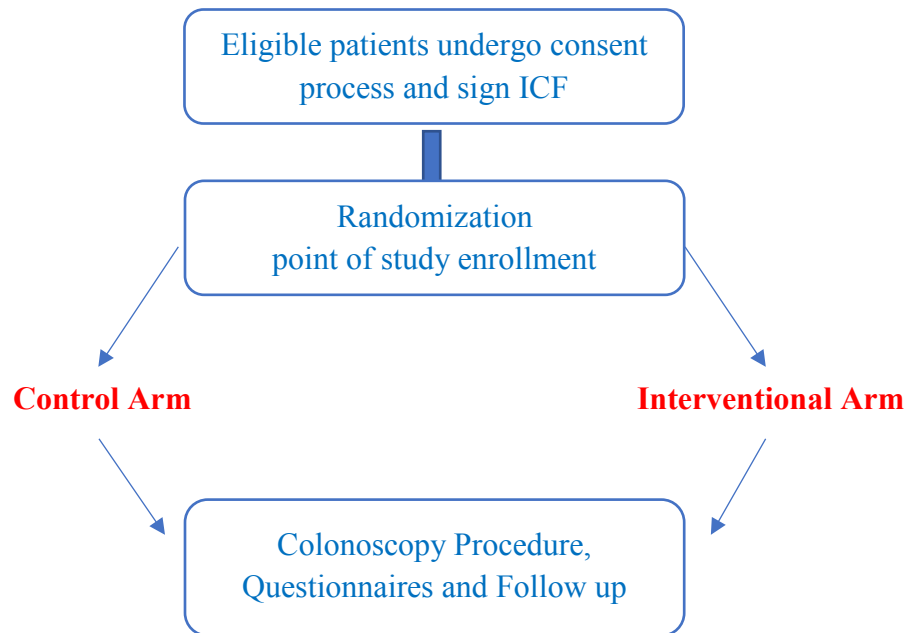 Eligible patients undergo consent
process and sign ICF
Randomization
point of study enrollment
Control Arm
Interventional Arm
Colonoscopy Procedure,
Questionnaires and Follow up